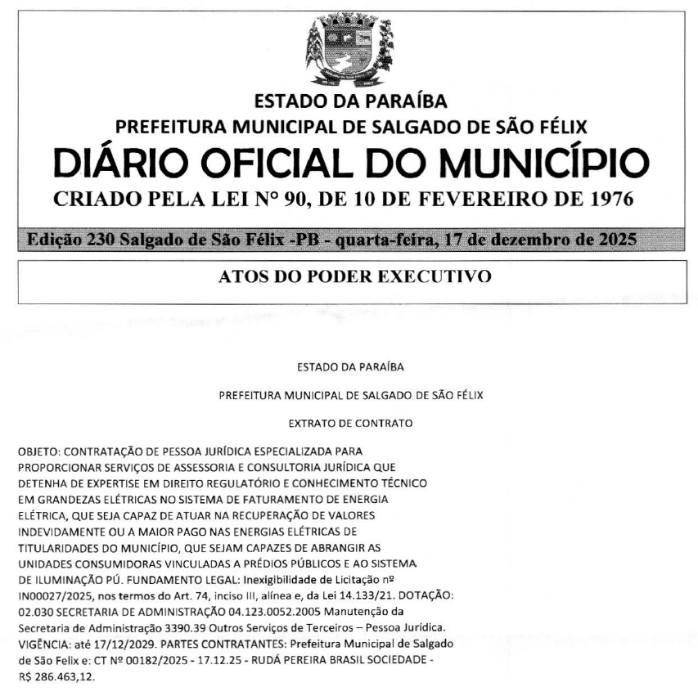 ESTADO DA PARAÍBA
PREFEITURA MUNICIPAL DE SALGADO DE SÃO FÉLIX
DIÁRIO OFICIAL DO MUNICÍPIO
CRIADO PELA LEI Nº 90, DE 10 DE FEVEREIRO DE 1976
Edição 230 Salgado de São Félix -PB - quarta-feira, 17 de dezembro de 2025
ATOS DO PODER EXECUTIVO
ESTADO DA PARAÍBA
PREFEITURA MUNICIPAL DE SALGADO DE SÃO FÉLIX
EXTRATO DE CONTRATO
OBJETO: CONTRATAÇÃO DE PESSOA JURÍDICA ESPECIALIZADA PARA
PROPORCIONAR SERVIÇOS DE ASSESSORIA E CONSULTORIA JURÍDICA QUE
DETENHA DE EXPERTISE EM DIREITO REGULATÓRIO E CONHECIMENTO TÉCNICO
EM GRANDEZAS ELÉTRICAS NO SISTEMA DE FATURAMENTO DE ENERGIA
ELÉTRICA, QUE SEJA CAPAZ DE ATUAR NA RECUPERAÇÃO DE VALORES
INDEVIDAMENTE OU A MAIOR PAGO NAS ENERGIAS ELÉTRICAS DE
TITULARIDADES DO MUNICÍPIO, QUE SEJAM CAPAZES DE ABRANGIR AS
UNIDADES CONSUMIDORAS VINCULADAS A PRÉDIOS PÚBLICOS E AO SISTEMA
DE ILUMINAÇÃO PÚ. FUNDAMENTO LEGAL: Inexigibilidade de Licitação nº
IN00027/2025, nos termos do Art. 74, inciso III, alínea e, da Lei 14.133/21. DOTAÇÃO:
02.030 SECRETARIA DE ADMINISTRAÇÃO 04.123.0052.2005 Manutenção da
Secretaria de Administração 3390.39 Outros Serviços de Terceiros – Pessoa Jurídica.
VIGÊNCIA: até 17/12/2029. PARTES CONTRATANTES: Prefeitura Municipal de Salgado
de São Felix e: CT Nº 00182/2025 - 17.12.25 - RUDÁ PEREIRA BRASIL SOCIEDADE -
R$ 286.463,12.